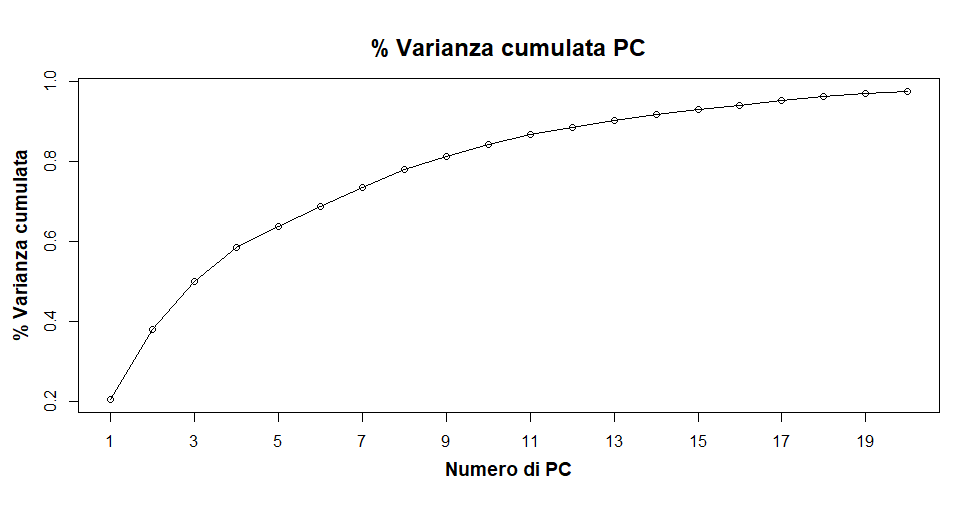 % Varianza cumulata PC
% Varianza cumulata
1.0
0.8
0.6
0.4
0.2
1 3 5 7 9 11 13 15 17 19
Numero di PC